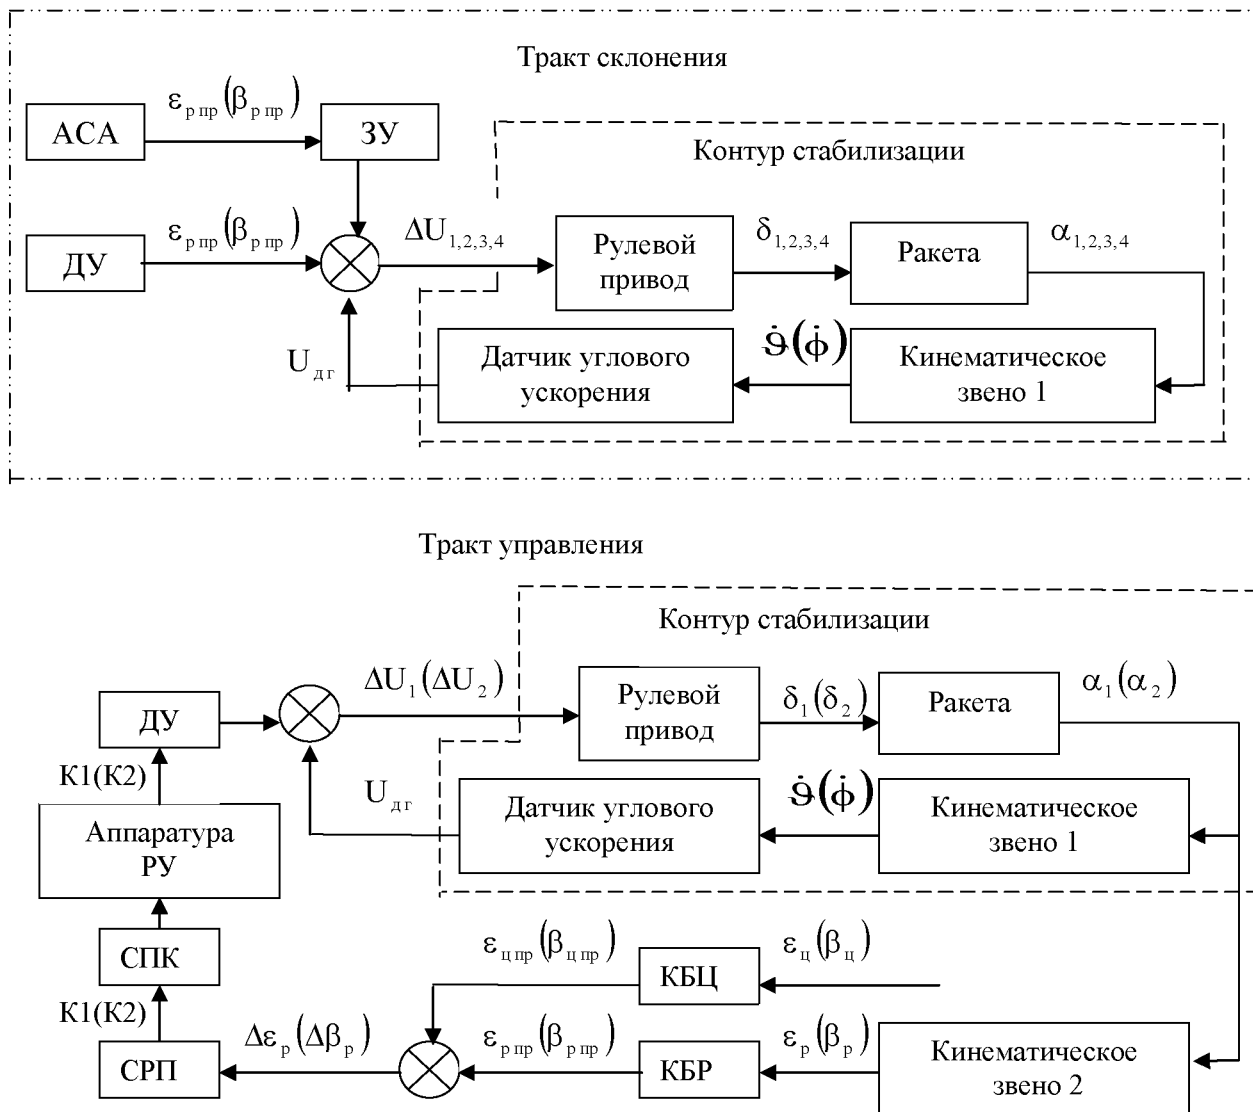 Тракт склонения
ε р пр (β р пр)
АСА
ЗУ
Контур стабилизации
ε р пр (β р пр)
ΔU 1,2,3,4
δ 1,2,3,4
α 1,2,3,4
ДУ
Рулевой
привод
Ракета
U дг
Датчик углового
ускорения
ϑ̇(ϕ̇)
Кинематическое
звено 1
Тракт управления
Контур стабилизации
ΔU 1 (ΔU 2)
δ 1 (δ 2)
α 1 (α 2)
ДУ
Рулевой
привод
Ракета
К1(К2)
U дг
Датчик углового
ускорения
ϑ̇(ϕ̇)
Кинематическое
звено 1
Аппаратура
РУ
СПК
ε ц пр (β ц пр)
КБЦ
ε ц (β ц)
К1(К2)
Δε р (Δβ р)
ε р пр (β р пр)
ε р (β р)
СРП
КБР
Кинематическое
звено 2